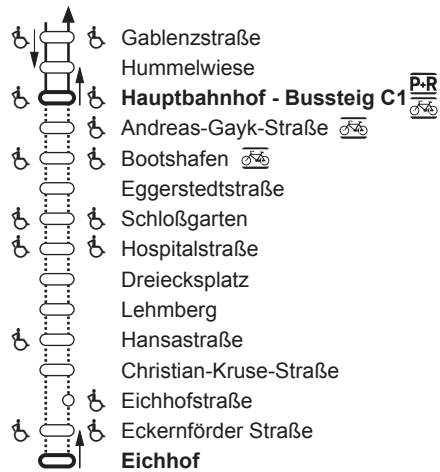 Gablenzstraße
Hummelwiese
Hauptbahnhof - Bussteig C1 P+R
Andreas-Gayk-Straße
Bootshafen
Eggerstedtstraße
Schloßgarten
Hospitalstraße
Dreiecksplatz
Lehmberg
Hansastraße
Christian-Kruse-Straße
Eichhofstraße
Eckernförder Straße
Eichhof